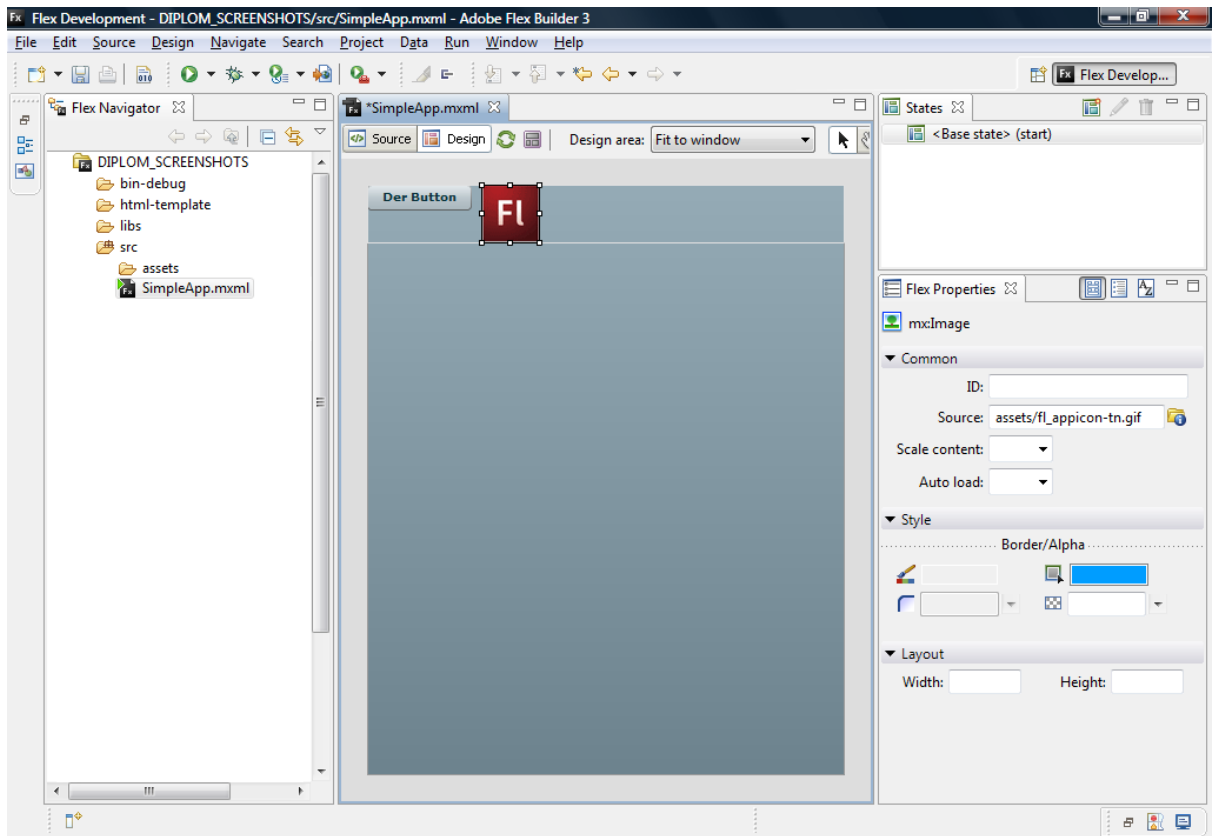 Fx Flex Development - DIPLOM_SCREENSHOTS/src/SimpleApp.mxml - Adobe Flex Builder 3
File Edit Source Design Navigate Search Project Data Run Window Help
010
Fx Flex Develop...
Flex Navigator
DIPLOM_SCREENSHOTS
bin-debug
html-template
libs
src
assets
SimpleApp.mxml
*SimpleApp.mxml
Source Design Design area: Fit to window
Der Button
Fl
States
<Base state> (start)
Flex Properties
mx:Image
Common
ID:
Source: assets/fl_appicon-tn.gif
Scale content:
Auto load:
Style
Border/Alpha
Layout
Width: Height: